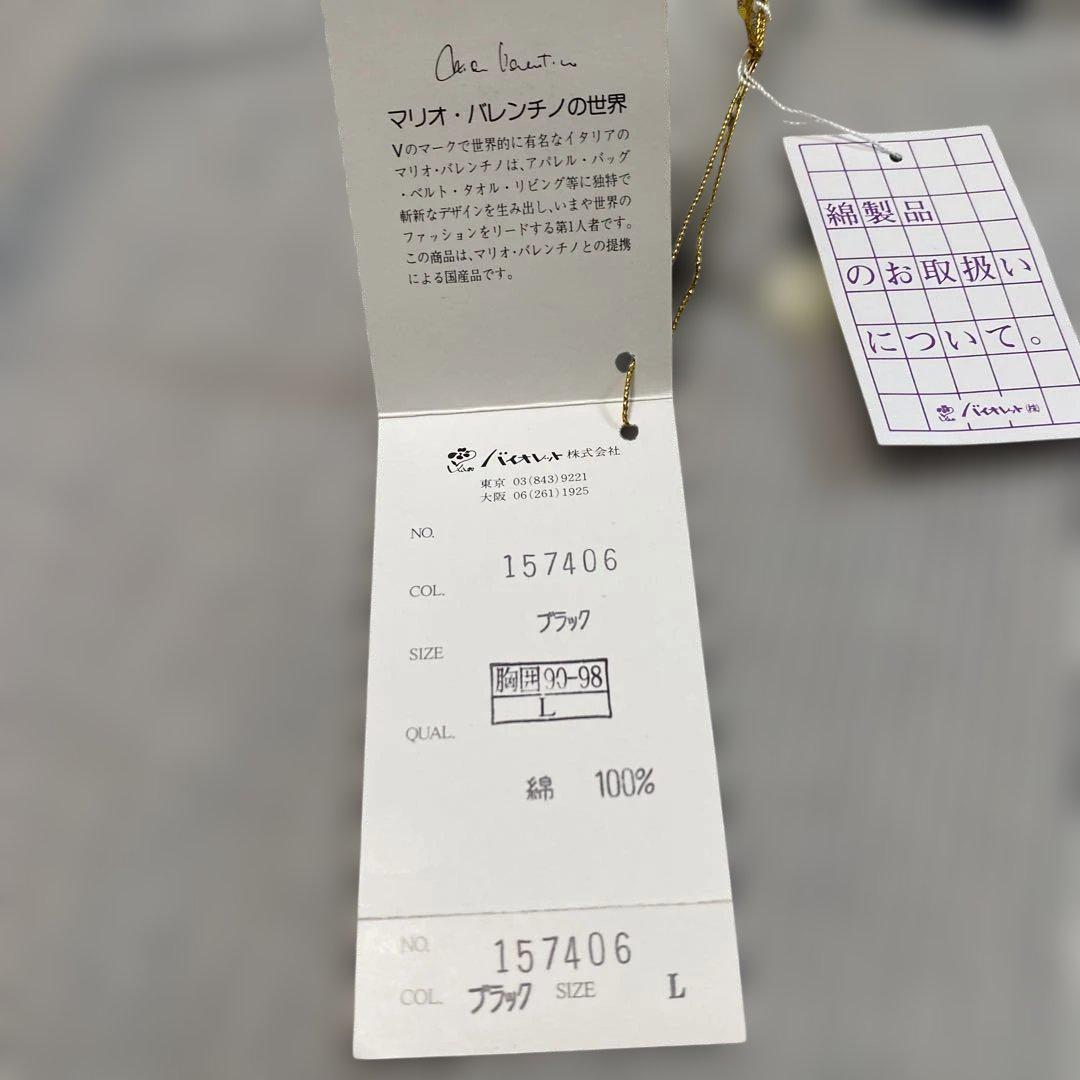 Mario Valentino
マリオ・バレンチノの世界
Vのマークで世界的に有名なイタリアの
マリオ・バレンチノは、アパレル・バッグ
・ベルト・タオル・リビング等に独特で
斬新なデザインを生み出し、いまや世界の
ファッションをリードする第1人者です。
この商品は、マリオ・バレンチノとの提携
による国産品です。
バイオレット株式会社
東京 03(843)9221
大阪 06(261)1925
NO.
157406
COL.
ブラック
SIZE
胸囲90-98
L
QUAL.
綿 100%
NO. 157406
COL. ブラック SIZE L
綿製品
のお取扱い
について。
バイオレット(株)